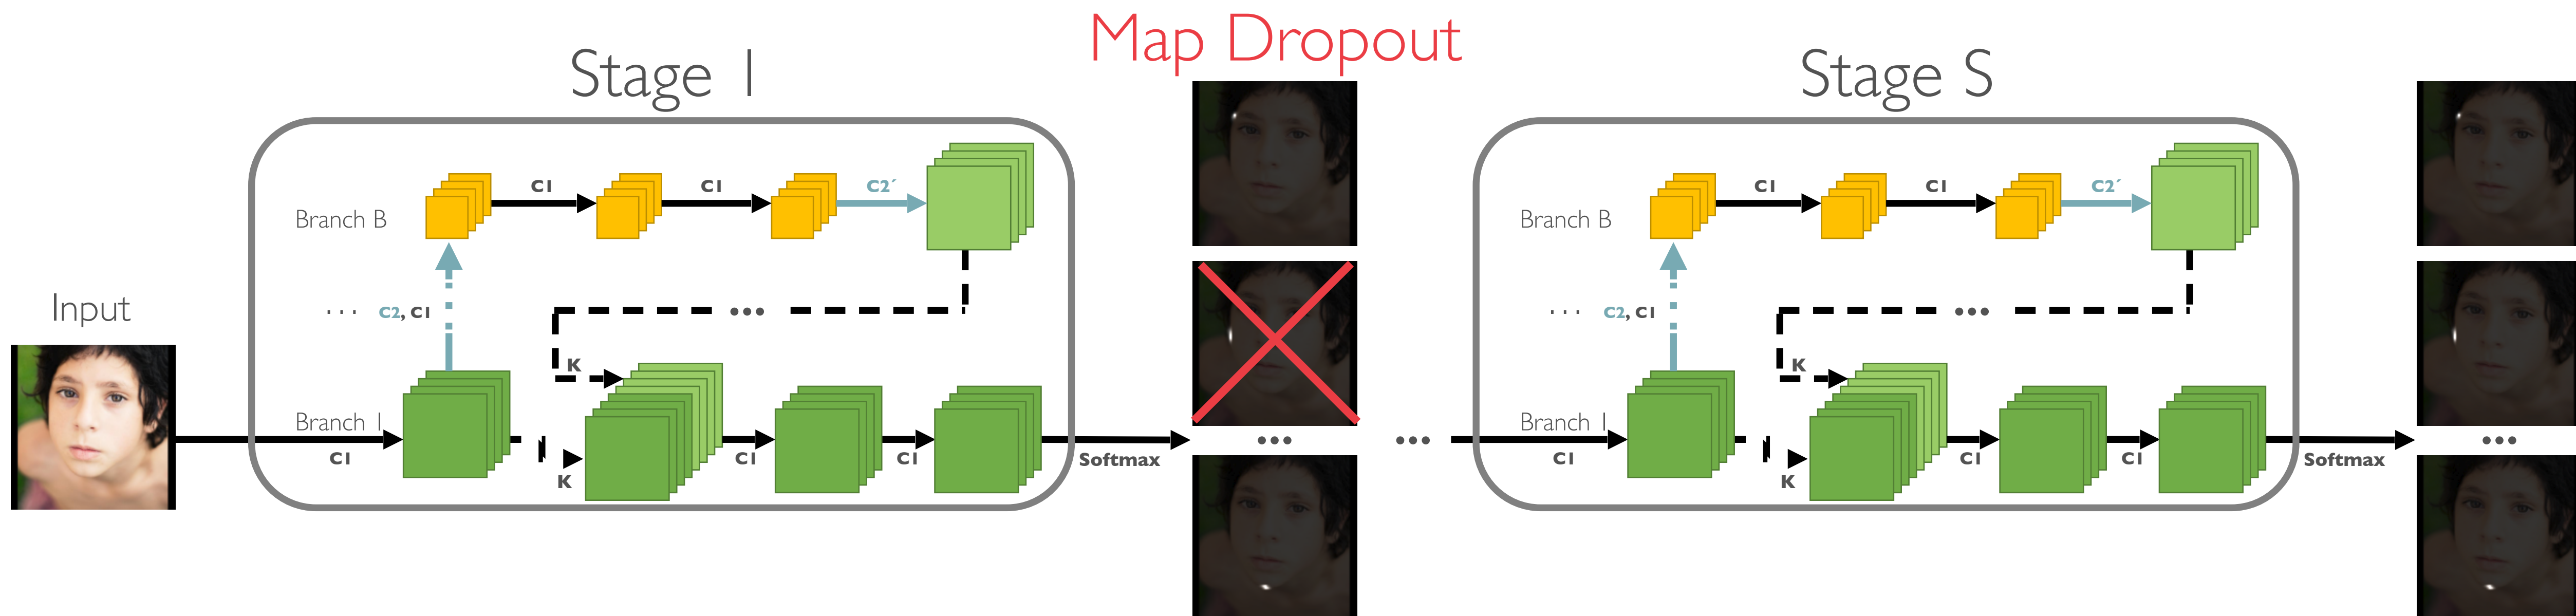 Map Dropout
Stage 1
Stage S
Input
Branch B
C1
C1
C2´
... C2, C1
...
K
Branch 1
C1
K
C1
C1
Softmax
...
...
Branch B
C1
C1
C2´
... C2, C1
...
K
Branch 1
C1
K
C1
C1
Softmax
...